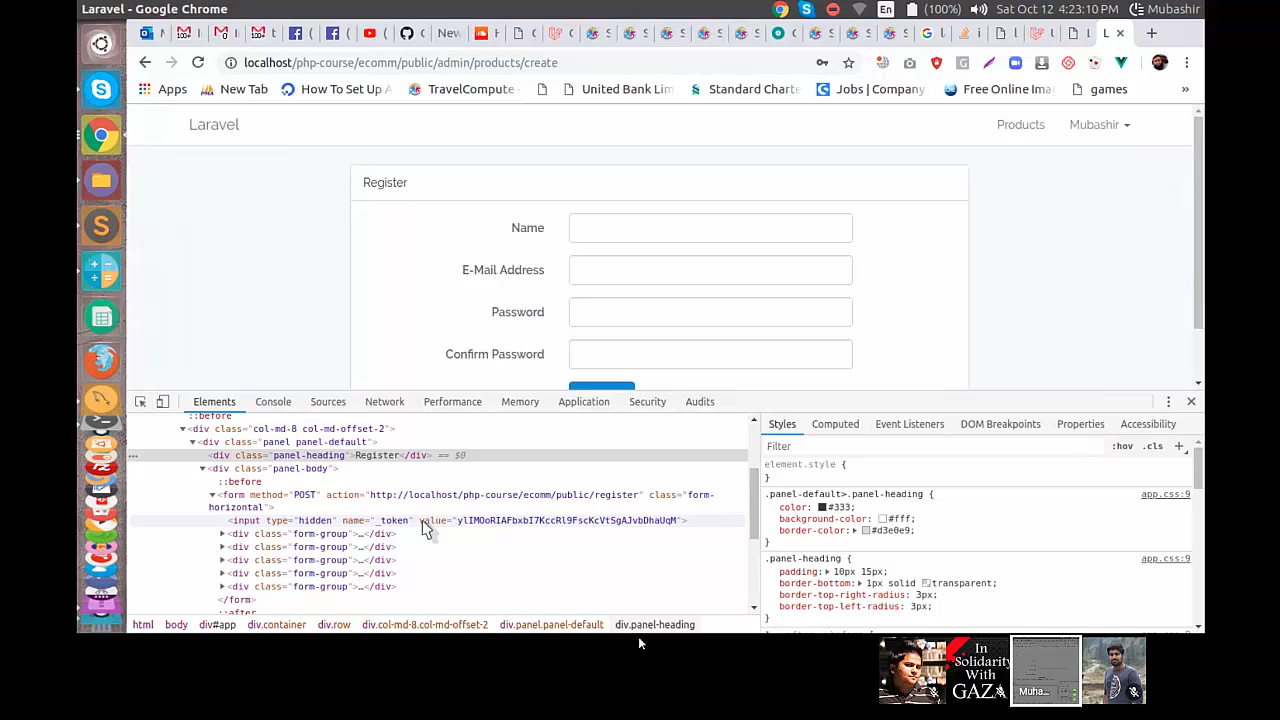 Laravel - Google Chrome
En (100%) Sat Oct 12 4:23:10 PM Mubashir
localhost/php-course/ecomm/public/admin/products/create
Apps New Tab How To Set Up A TravelCompute United Bank Lim Standard Charte Jobs | Company Free Online Ima games »
Laravel Products Mubashir
Register
Name
E-Mail Address
Password
Confirm Password
Elements Console Sources Network Performance Memory Application Security Audits
::before
<div class="col-md-8 col-md-offset-2">
<div class="panel panel-default">
<div class="panel-heading">Register</div> == $0
<div class="panel-body">
::before
<form method="POST" action="http://localhost/php-course/ecomm/public/register" class="form-
horizontal">
<input type="hidden" name="_token" value="ylIMOoRIAFbxbI7KccRl9FscKcVtSgAJvbDhaUqM">
<div class="form-group">…</div>
<div class="form-group">…</div>
<div class="form-group">…</div>
<div class="form-group">…</div>
<div class="form-group">…</div>
</form>
::after
html body div#app div.container div.row div.col-md-8.col-md-offset-2 div.panel.panel-default div.panel-heading
Styles Computed Event Listeners DOM Breakpoints Properties Accessibility
Filter :hov .cls +
element.style {
}
.panel-default>.panel-heading { app.css:9
color: #333;
background-color: #fff;
border-color: #d3e0e9;
}
.panel-heading { app.css:9
padding: 10px 15px;
border-bottom: 1px solid transparent;
border-top-right-radius: 3px;
border-top-left-radius: 3px;
}
In
Solidarity
With
GAZA
Muha...